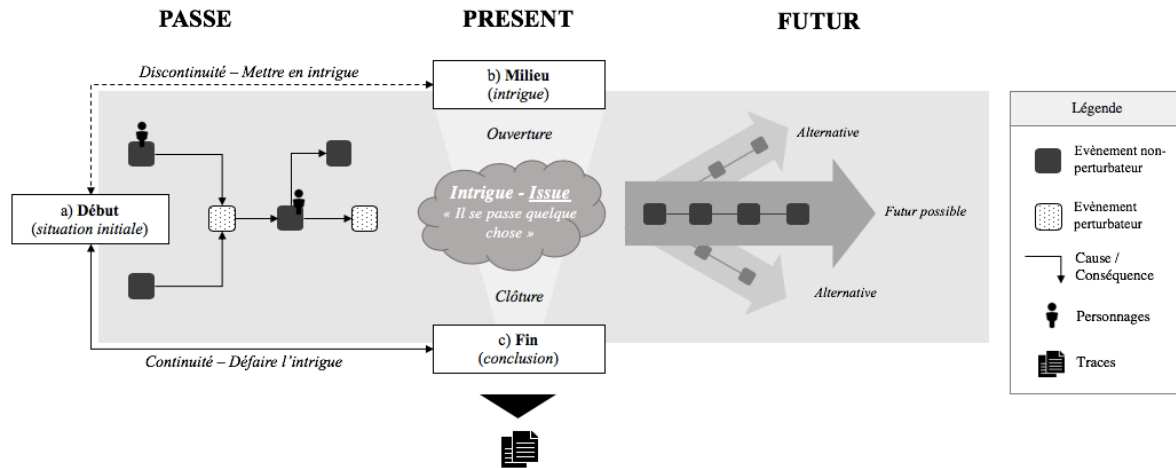 PASSE
PRESENT
FUTUR
Discontinuité – Mettre en intrigue
b) Milieu
(intrigue)
Ouverture
a) Début
(situation initiale)
Intrigue - Issue
« Il se passe quelque
chose »
Alternative
Futur possible
Alternative
Clôture
Continuité – Défaire l'intrigue
c) Fin
(conclusion)
Légende
Evènement non-
perturbateur
Evènement
perturbateur
Cause /
Conséquence
Personnages
Traces